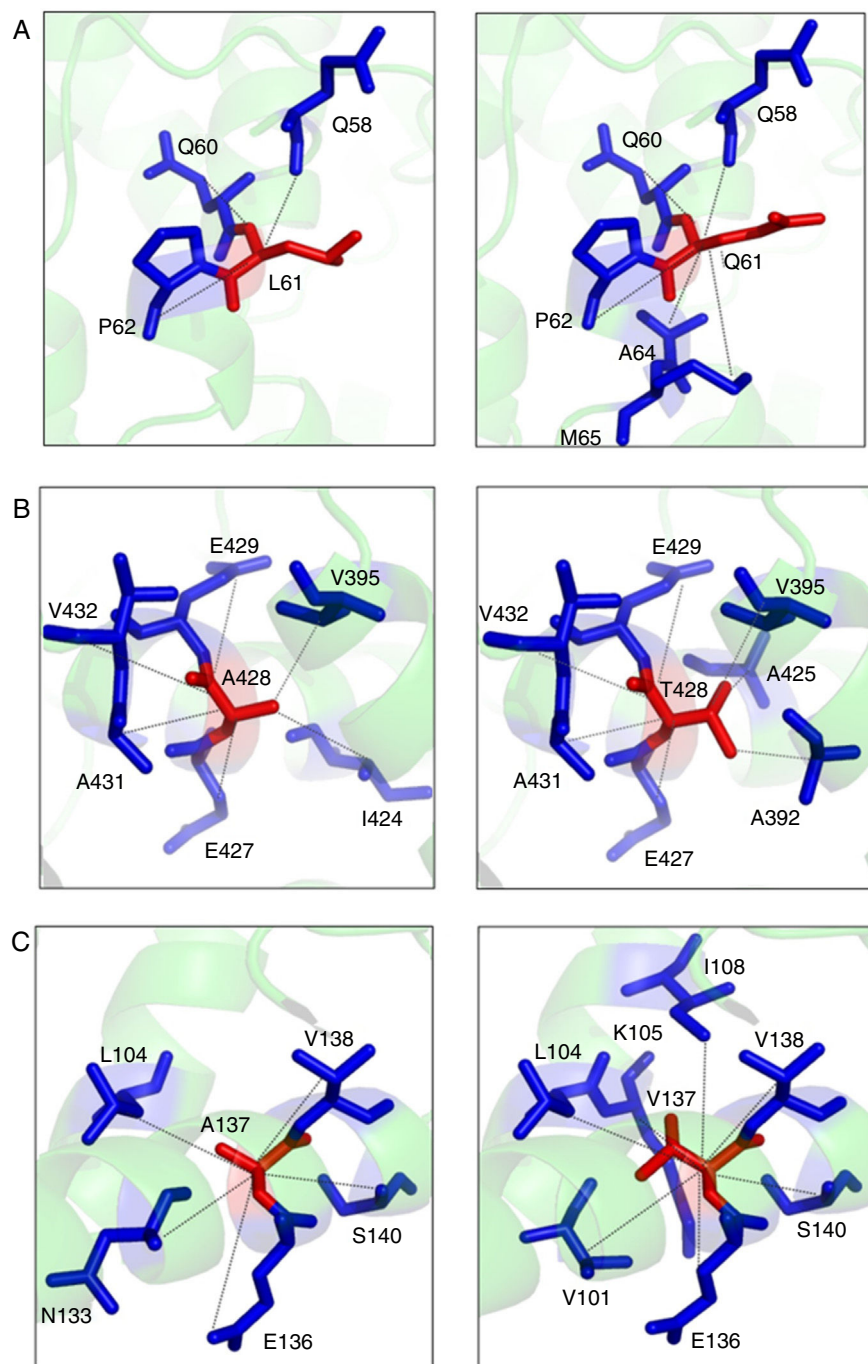 A
Q60
Q58
L61
P62
Q60
Q58
Q61
P62
A64
M65
B
E429
V395
V432
A428
A431
I424
E427
E429
V395
V432
T428
A425
A431
A392
E427
C
V138
L104
A137
S140
N133
E136
I108
K105
V138
L104
V137
S140
V101
E136